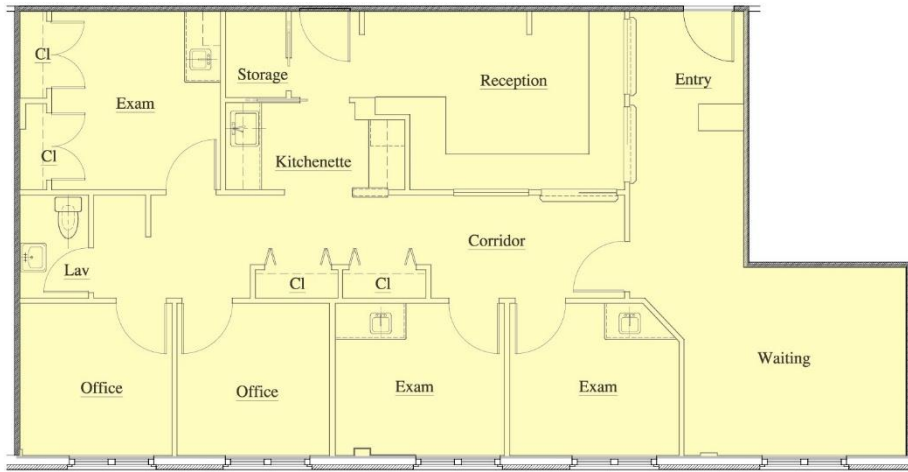 Cl
Storage
Reception
Entry
Exam
Cl
Kitchenette
Corridor
Lav
Cl
Cl
Office
Office
Exam
Exam
Waiting